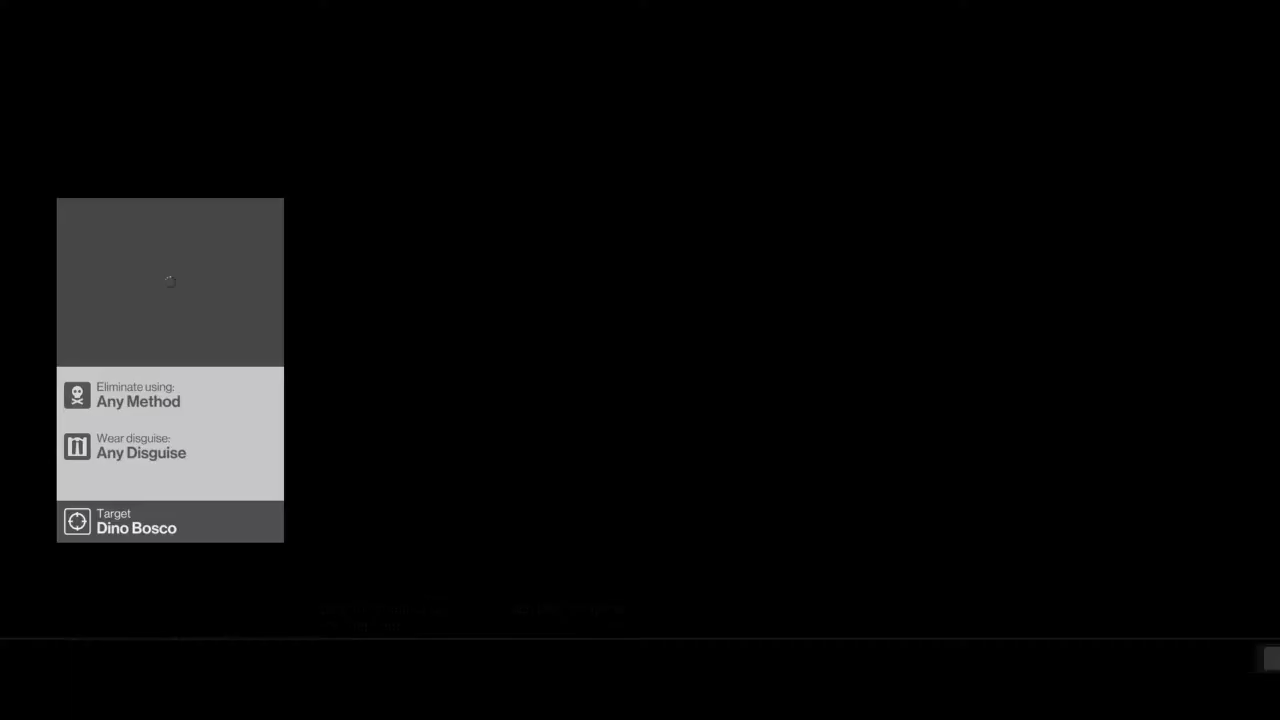 Eliminate using:
Any Method
Wear disguise:
Any Disguise
Target
Dino Bosco